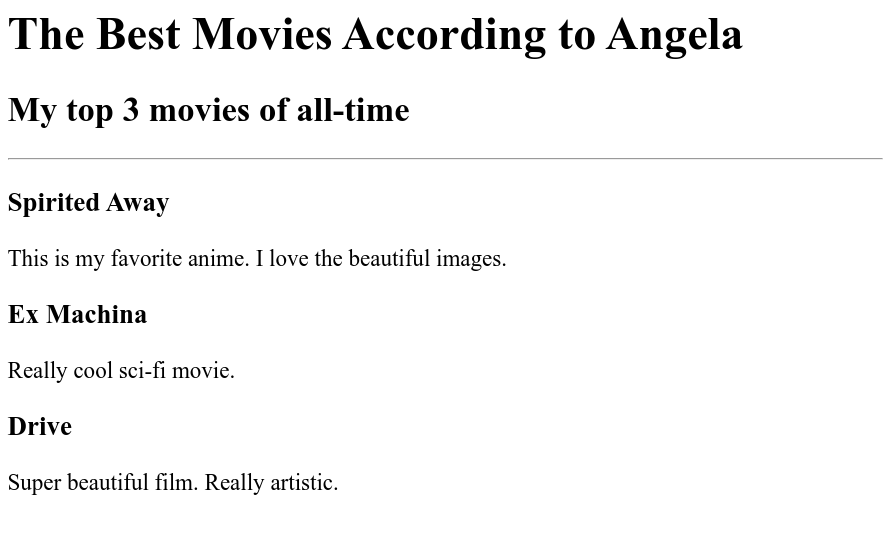 The Best Movies According to Angela
My top 3 movies of all-time
Spirited Away
This is my favorite anime. I love the beautiful images.
Ex Machina
Really cool sci-fi movie.
Drive
Super beautiful film. Really artistic.